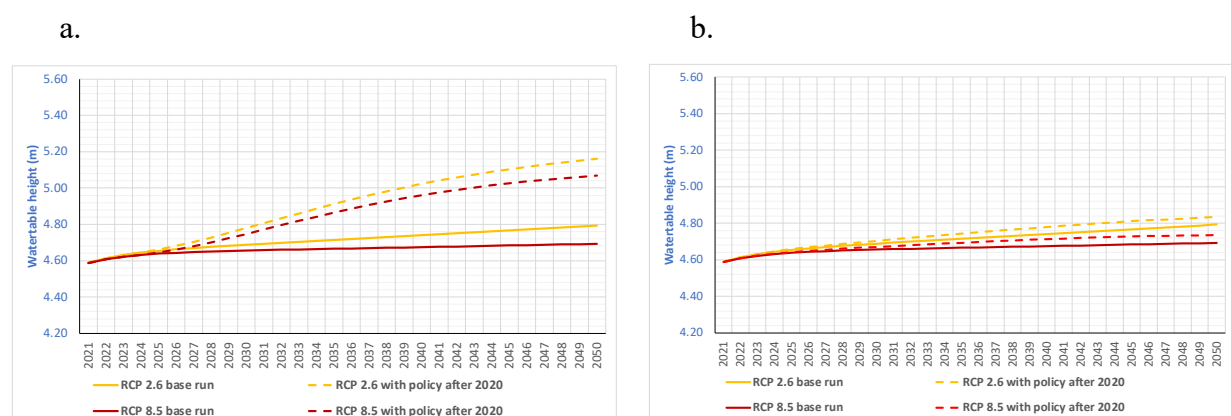 a.
5.60
5.40
5.20
5.00
4.80
4.60
4.40
4.20
Watertable height (m)
2021 2022 2023 2024 2025 2026 2027 2028 2029 2030 2031 2032 2033 2034 2035 2036 2037 2038 2039 2040 2041 2042 2043 2044 2045 2046 2047 2048 2049 2050
RCP 2.6 base run RCP 2.6 with policy after 2020
RCP 8.5 base run RCP 8.5 with policy after 2020
b.
5.60
5.40
5.20
5.00
4.80
4.60
4.40
4.20
Watertable height (m)
2021 2022 2023 2024 2025 2026 2027 2028 2029 2030 2031 2032 2033 2034 2035 2036 2037 2038 2039 2040 2041 2042 2043 2044 2045 2046 2047 2048 2049 2050
RCP 2.6 base run RCP 2.6 with policy after 2020
RCP 8.5 base run RCP 8.5 with policy after 2020